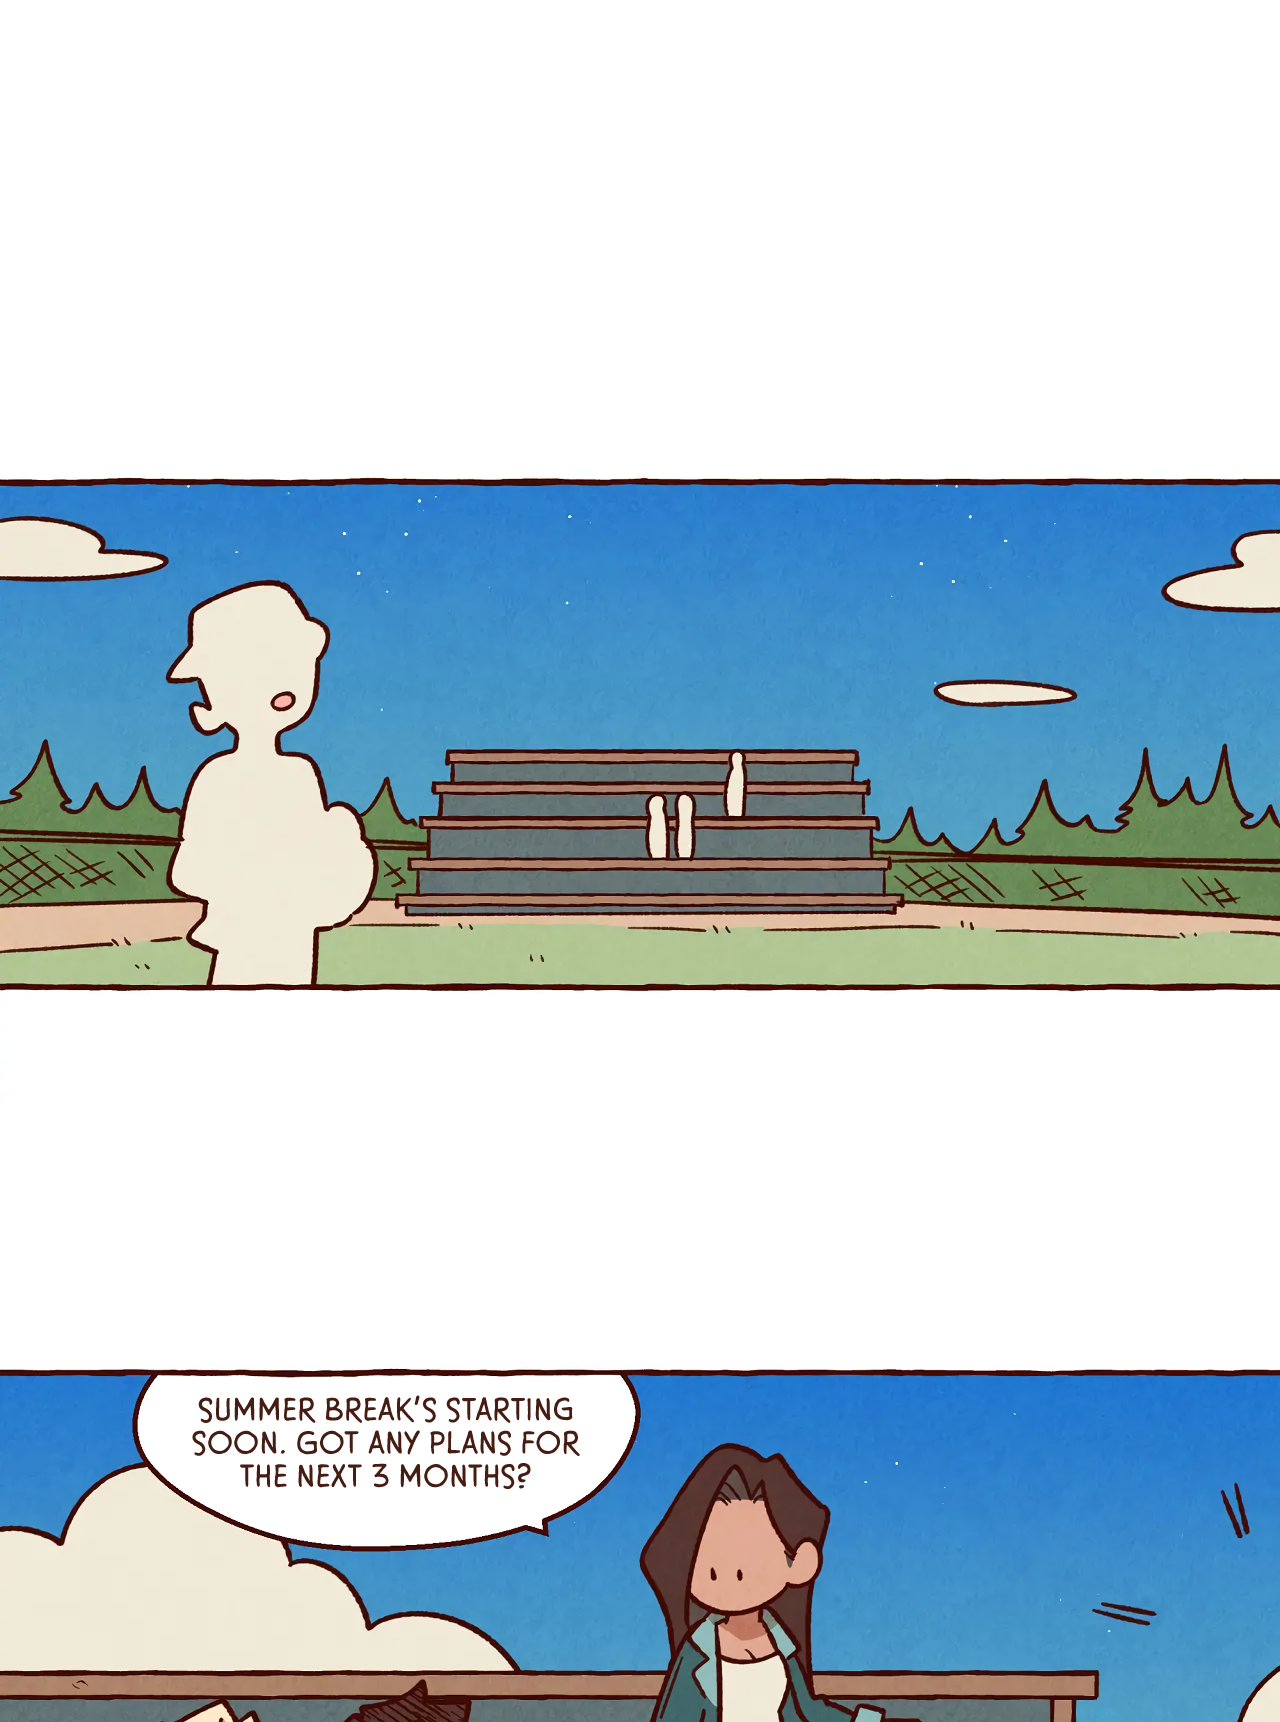 SUMMER BREAK'S STARTING
SOON. GOT ANY PLANS FOR
THE NEXT 3 MONTHS?